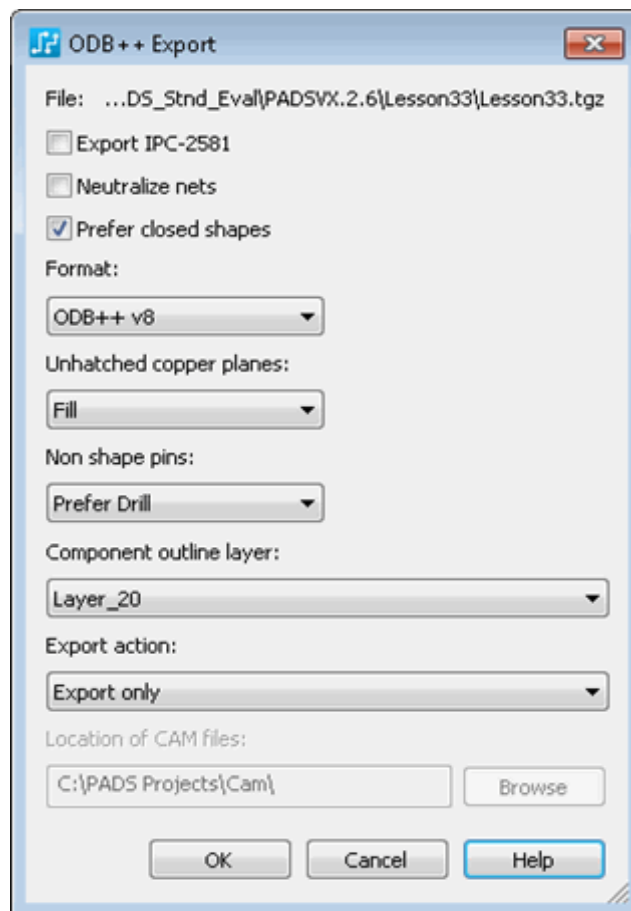 ODB++ Export
File: ...DS_Stnd_Eval\PADSVX.2.6\Lesson33\Lesson33.tgz
Export IPC-2581
Neutralize nets
Prefer closed shapes
Format:
ODB++ v8
Unhatched copper planes:
Fill
Non shape pins:
Prefer Drill
Component outline layer:
Layer_20
Export action:
Export only
Location of CAM files:
C:\PADS Projects\Cam\ Browse
OK Cancel Help